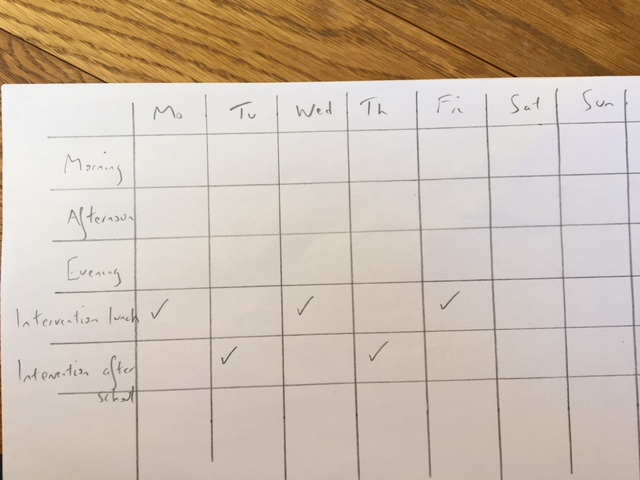 Mo Tu Wed Th Fri Sat Sun
Morning
Afternoon
Evening
Intervention lunch ✓ ✓ ✓
Intervention after ✓ ✓
school